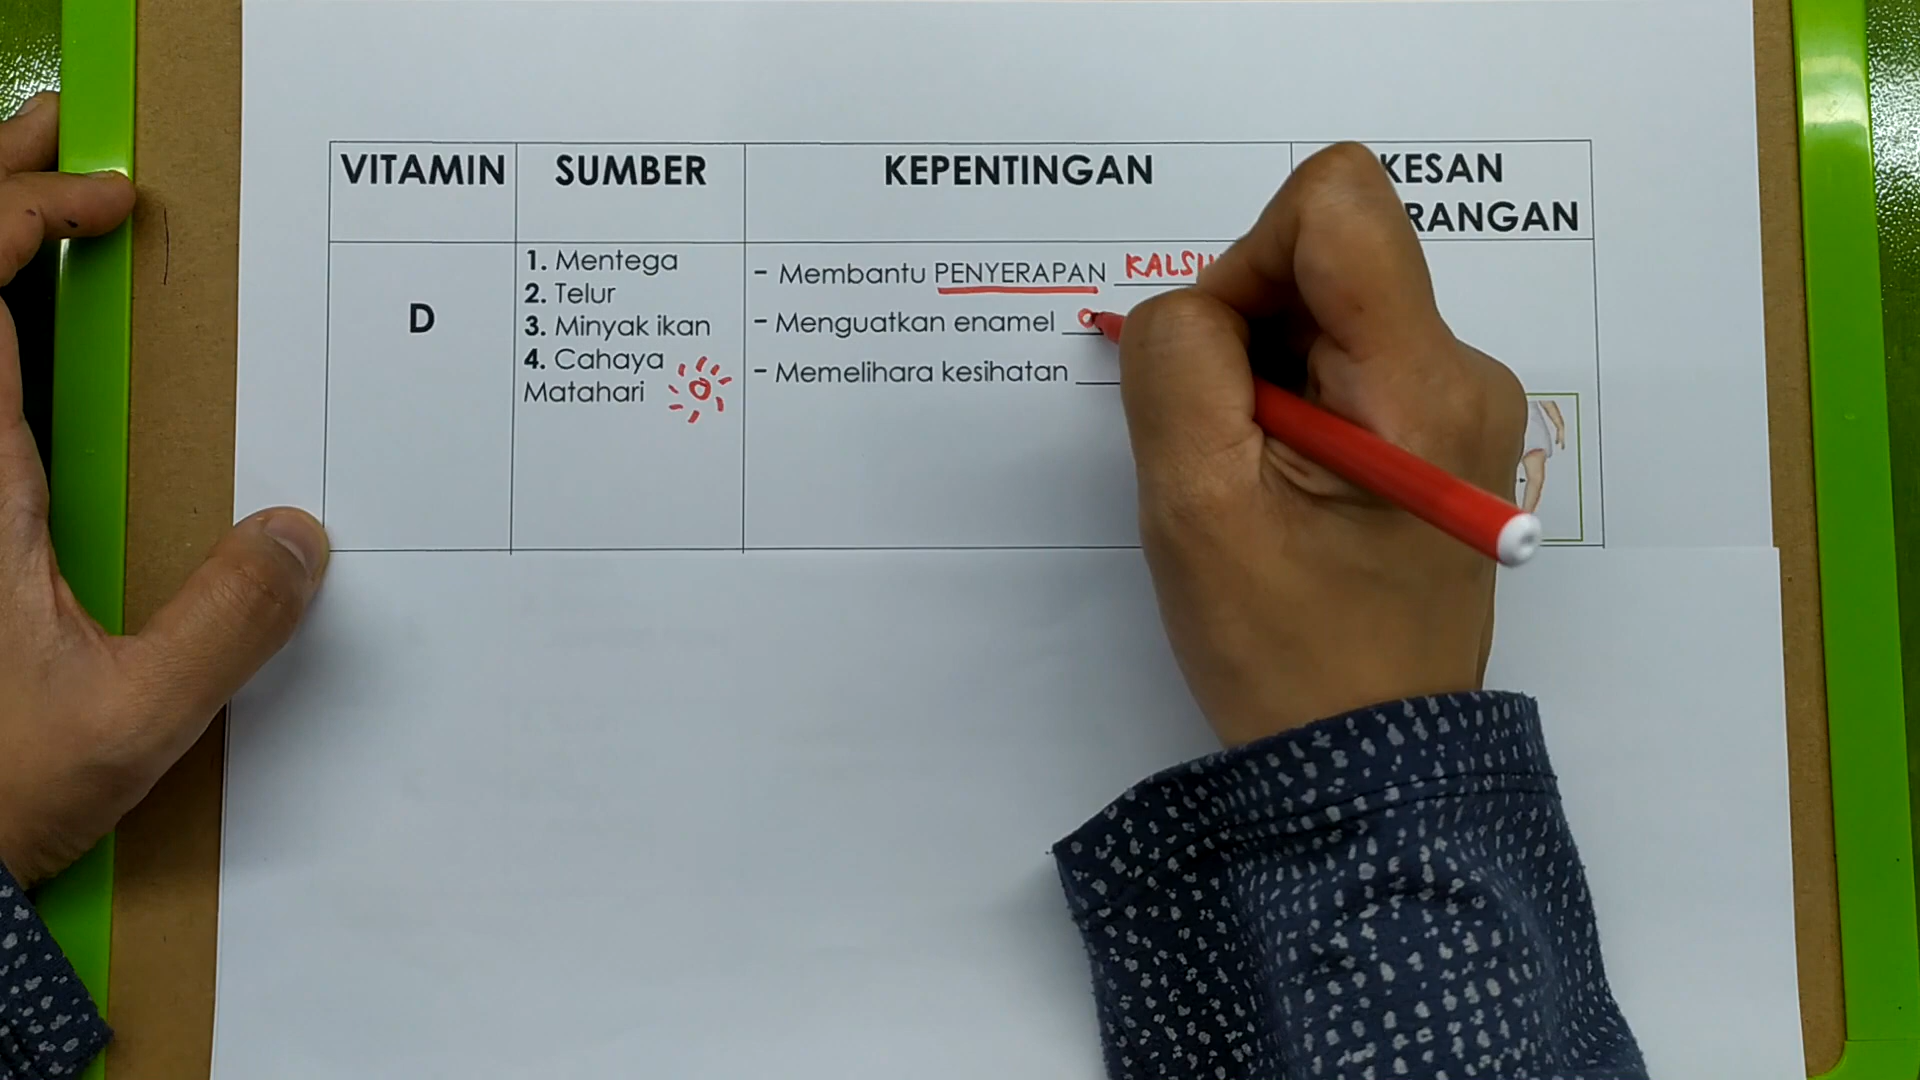 VITAMIN SUMBER KEPENTINGAN KESAN
RANGAN
D
1. Mentega
2. Telur
3. Minyak ikan
4. Cahaya
Matahari
- Membantu PENYERAPAN KALSI
- Menguatkan enamel
- Memelihara kesihatan